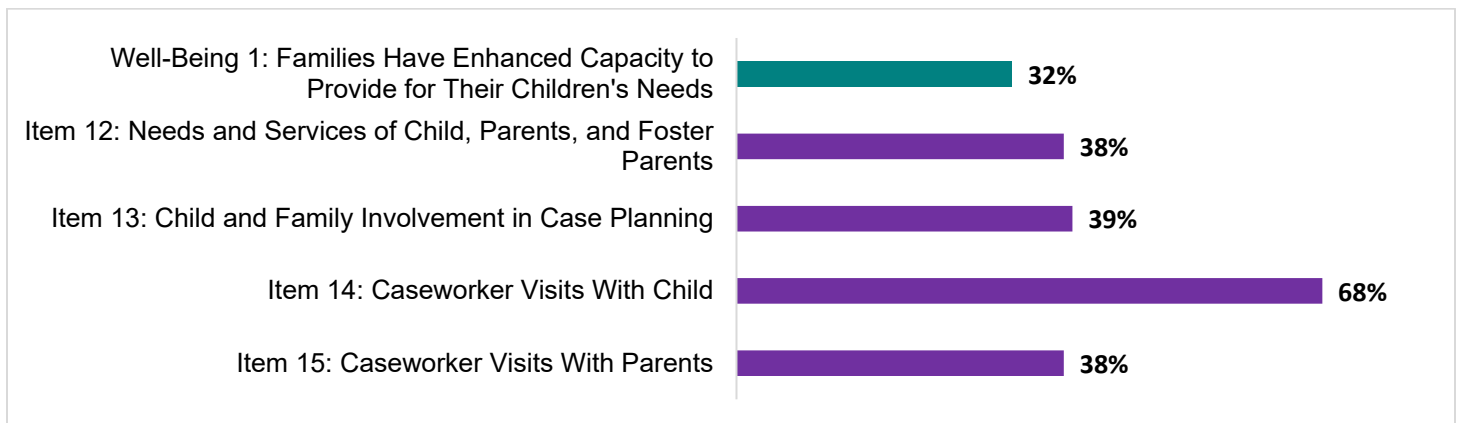 Well-Being 1: Families Have Enhanced Capacity to
Provide for Their Children's Needs
32%
Item 12: Needs and Services of Child, Parents, and Foster
Parents
38%
Item 13: Child and Family Involvement in Case Planning
39%
Item 14: Caseworker Visits With Child
68%
Item 15: Caseworker Visits With Parents
38%